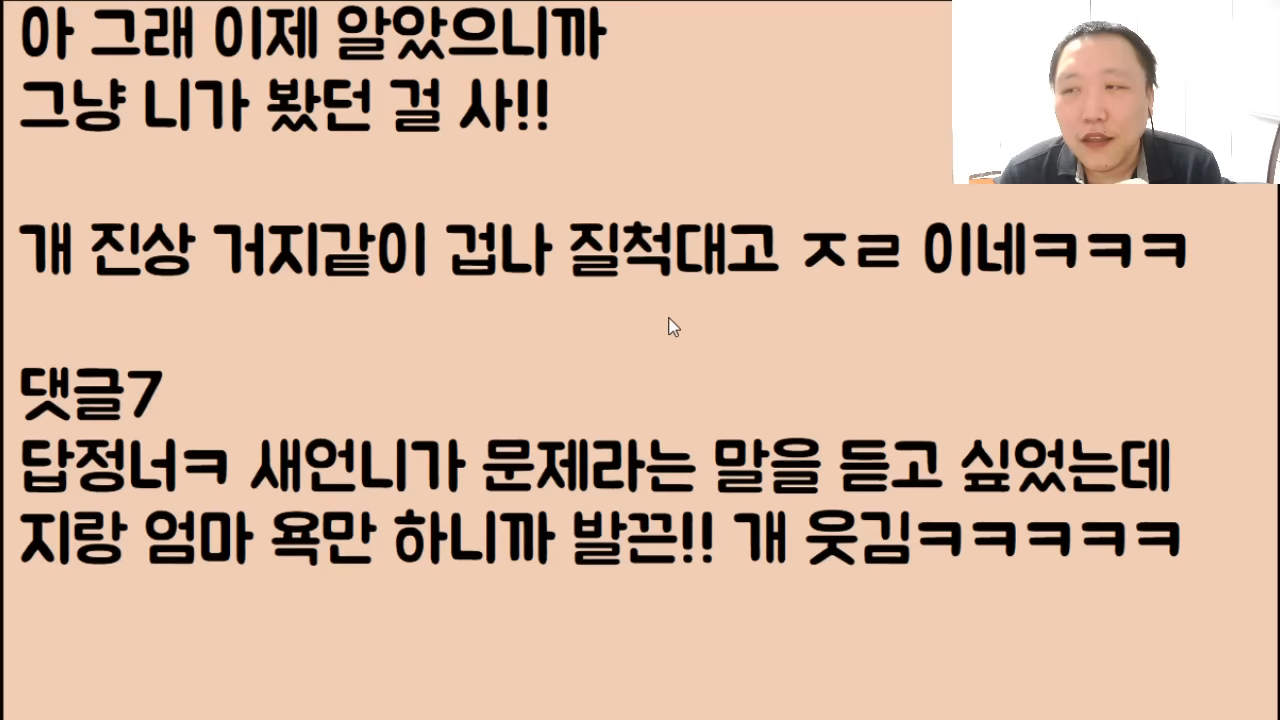 아 그래 이제 알았으니까
그냥 니가 봤던 걸 사!!
개 진상 거지같이 겁나 질척대고 ㅈㄹ 이네ㅋㅋㅋ
댓글7
답정너ㅋ 새언니가 문제라는 말을 듣고 싶었는데
지랑 엄마 욕만 하니까 발끈!! 개 웃김ㅋㅋㅋㅋㅋ